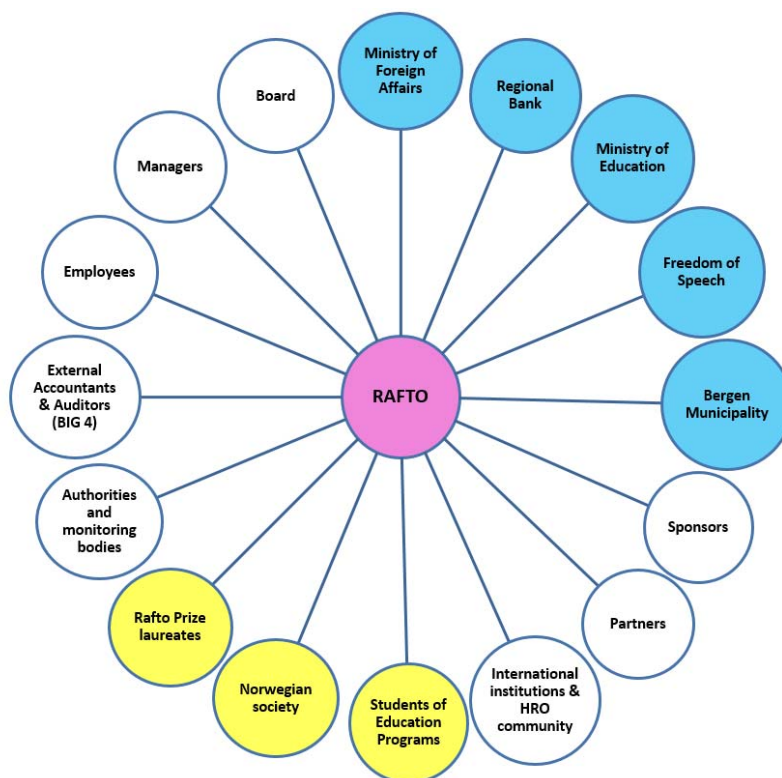 Ministry of
Foreign
Affairs
Regional
Bank
Ministry of
Education
Freedom of
Speech
Bergen
Municipality
Sponsors
Partners
International
institutions &
HRO
community
Students of
Education
Programs
Norwegian
society
Rafto Prize
laureates
Authorities
and
monitoring
bodies
External
Accountants
& Auditors
(BIG 4)
Employees
Managers
Board
RAFTO